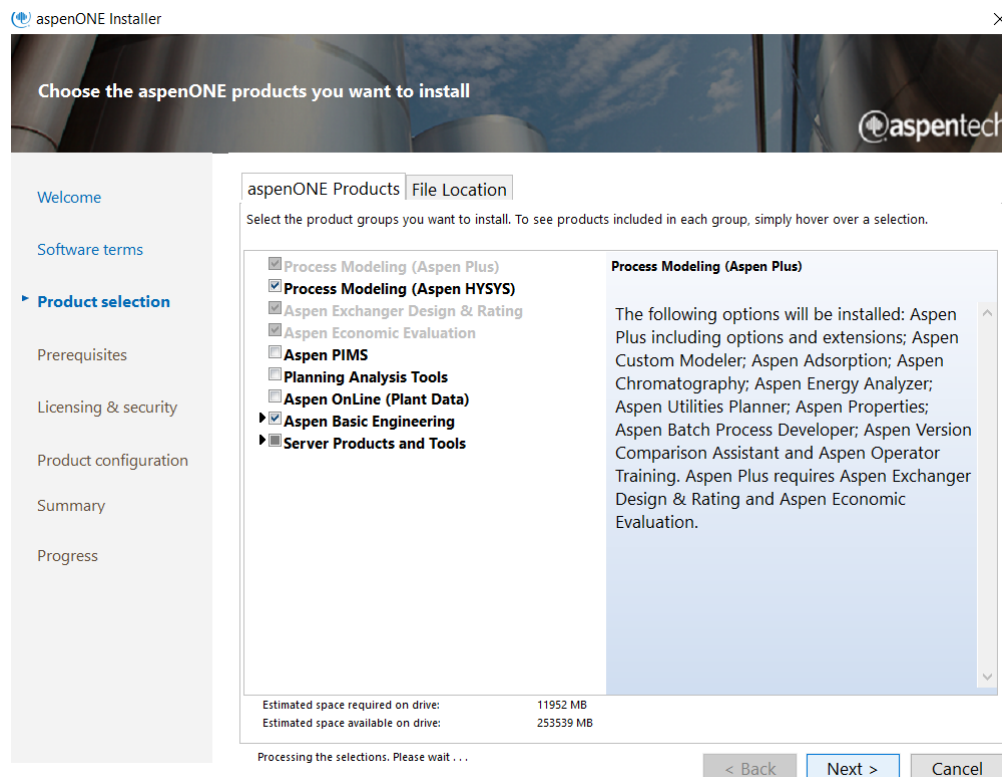 aspenONE Installer
Choose the aspenONE products you want to install
aspentech
Welcome
Software terms
Product selection
Prerequisites
Licensing & security
Product configuration
Summary
Progress
aspenONE Products
File Location
Select the product groups you want to install. To see products included in each group, simply hover over a selection.
Process Modeling (Aspen Plus)
Process Modeling (Aspen HYSYS)
Aspen Exchanger Design & Rating
Aspen Economic Evaluation
Aspen PIMS
Planning Analysis Tools
Aspen OnLine (Plant Data)
Aspen Basic Engineering
Server Products and Tools
Process Modeling (Aspen Plus)
The following options will be installed: Aspen
Plus including options and extensions; Aspen
Custom Modeler; Aspen Adsorption; Aspen
Chromatography; Aspen Energy Analyzer;
Aspen Utilities Planner; Aspen Properties;
Aspen Batch Process Developer; Aspen Version
Comparison Assistant and Aspen Operator
Training. Aspen Plus requires Aspen Exchanger
Design & Rating and Aspen Economic
Evaluation.
Estimated space required on drive: 11952 MB
Estimated space available on drive: 253539 MB
Processing the selections. Please wait . . .
< Back
Next >
Cancel